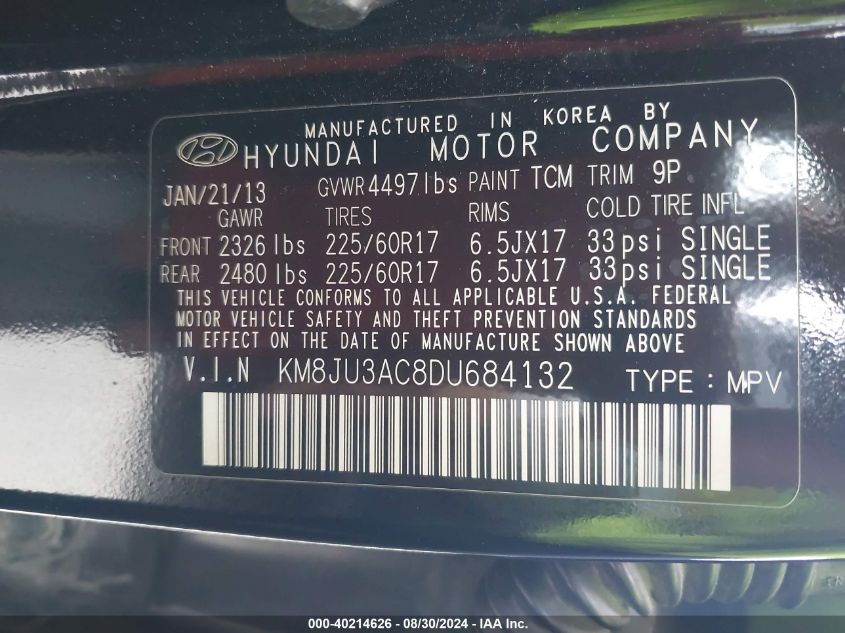 MANUFACTURED IN KOREA BY
HYUNDAI MOTOR COMPANY
JAN/21/13 GVWR 4497lbs PAINT TCM TRIM 9P
GAWR TIRES RIMS COLD TIRE INFL
FRONT 2326 lbs 225/60R17 6.5JX17 33psi SINGLE
REAR 2480 lbs 225/60R17 6.5JX17 33psi SINGLE
THIS VEHICLE CONFORMS TO ALL APPLICABLE U.S.A. FEDERAL
MOTOR VEHICLE SAFETY AND THEFT PREVENTION STANDARDS
IN EFFECT ON THE DATE OF MANUFACTURE SHOWN ABOVE
V.I.N KM8JU3AC8DU684132 TYPE : MPV
000-40214626 - 08/30/2024 - IAA Inc.